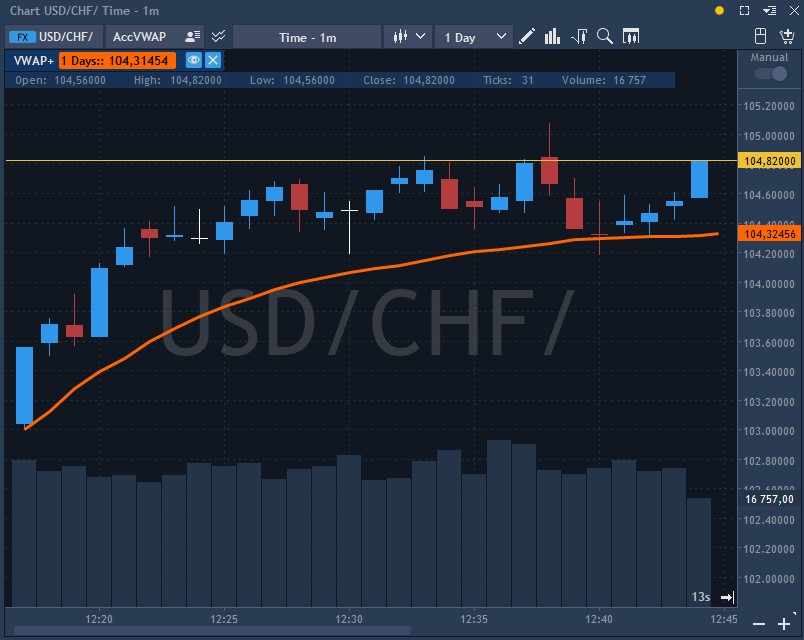 Chart USD/CHF/ Time - 1m
FX USD/CHF/ AccVWAP Time - 1m 1 Day
VWAP+ 1 Days:: 104,31454
Manual
Open: 104,56000 High: 104,82000 Low: 104,56000 Close: 104,82000 Ticks: 31 Volume: 16 757
105.20000
105.00000
104,82000
104.60000
104.40000
104,32456
104.20000
104.00000
USD/CHF/
103.80000
103.60000
103.40000
103.20000
103.00000
102.80000
102.60000
16 757,00
102.40000
102.20000
102.00000
13s
12:20 12:25 12:30 12:35 12:40 12:45